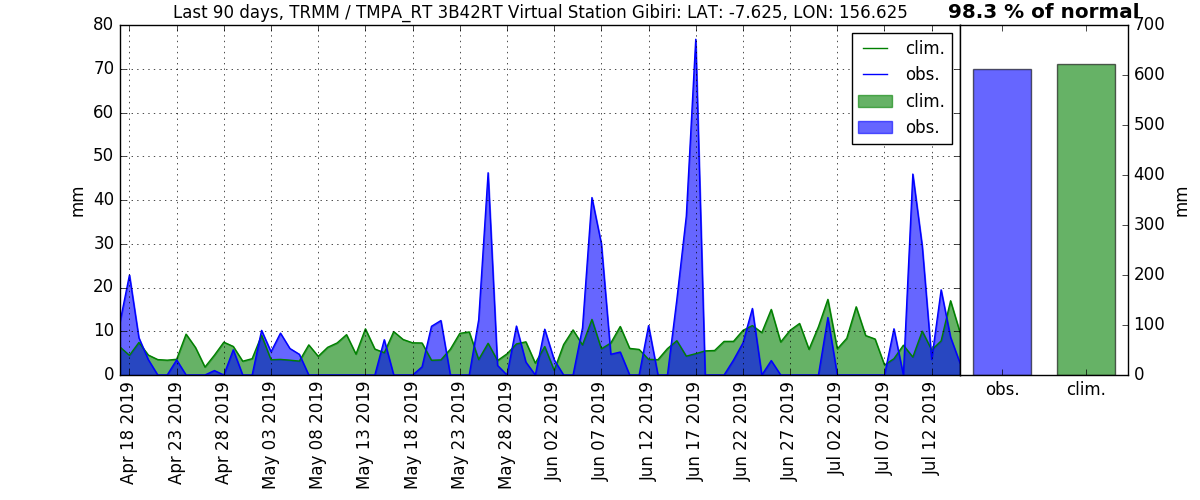 Last 90 days, TRMM / TMPA_RT 3B42RT Virtual Station Gibiri: LAT: -7.625, LON: 156.625
98.3 % of normal
80
70
60
50
40
30
20
10
0
mm
clim.
obs.
clim.
obs.
700
600
500
400
300
200
100
0
mm
Apr 18 2019
Apr 23 2019
Apr 28 2019
May 03 2019
May 08 2019
May 13 2019
May 18 2019
May 23 2019
May 28 2019
Jun 02 2019
Jun 07 2019
Jun 12 2019
Jun 17 2019
Jun 22 2019
Jun 27 2019
Jul 02 2019
Jul 07 2019
Jul 12 2019
obs.
clim.